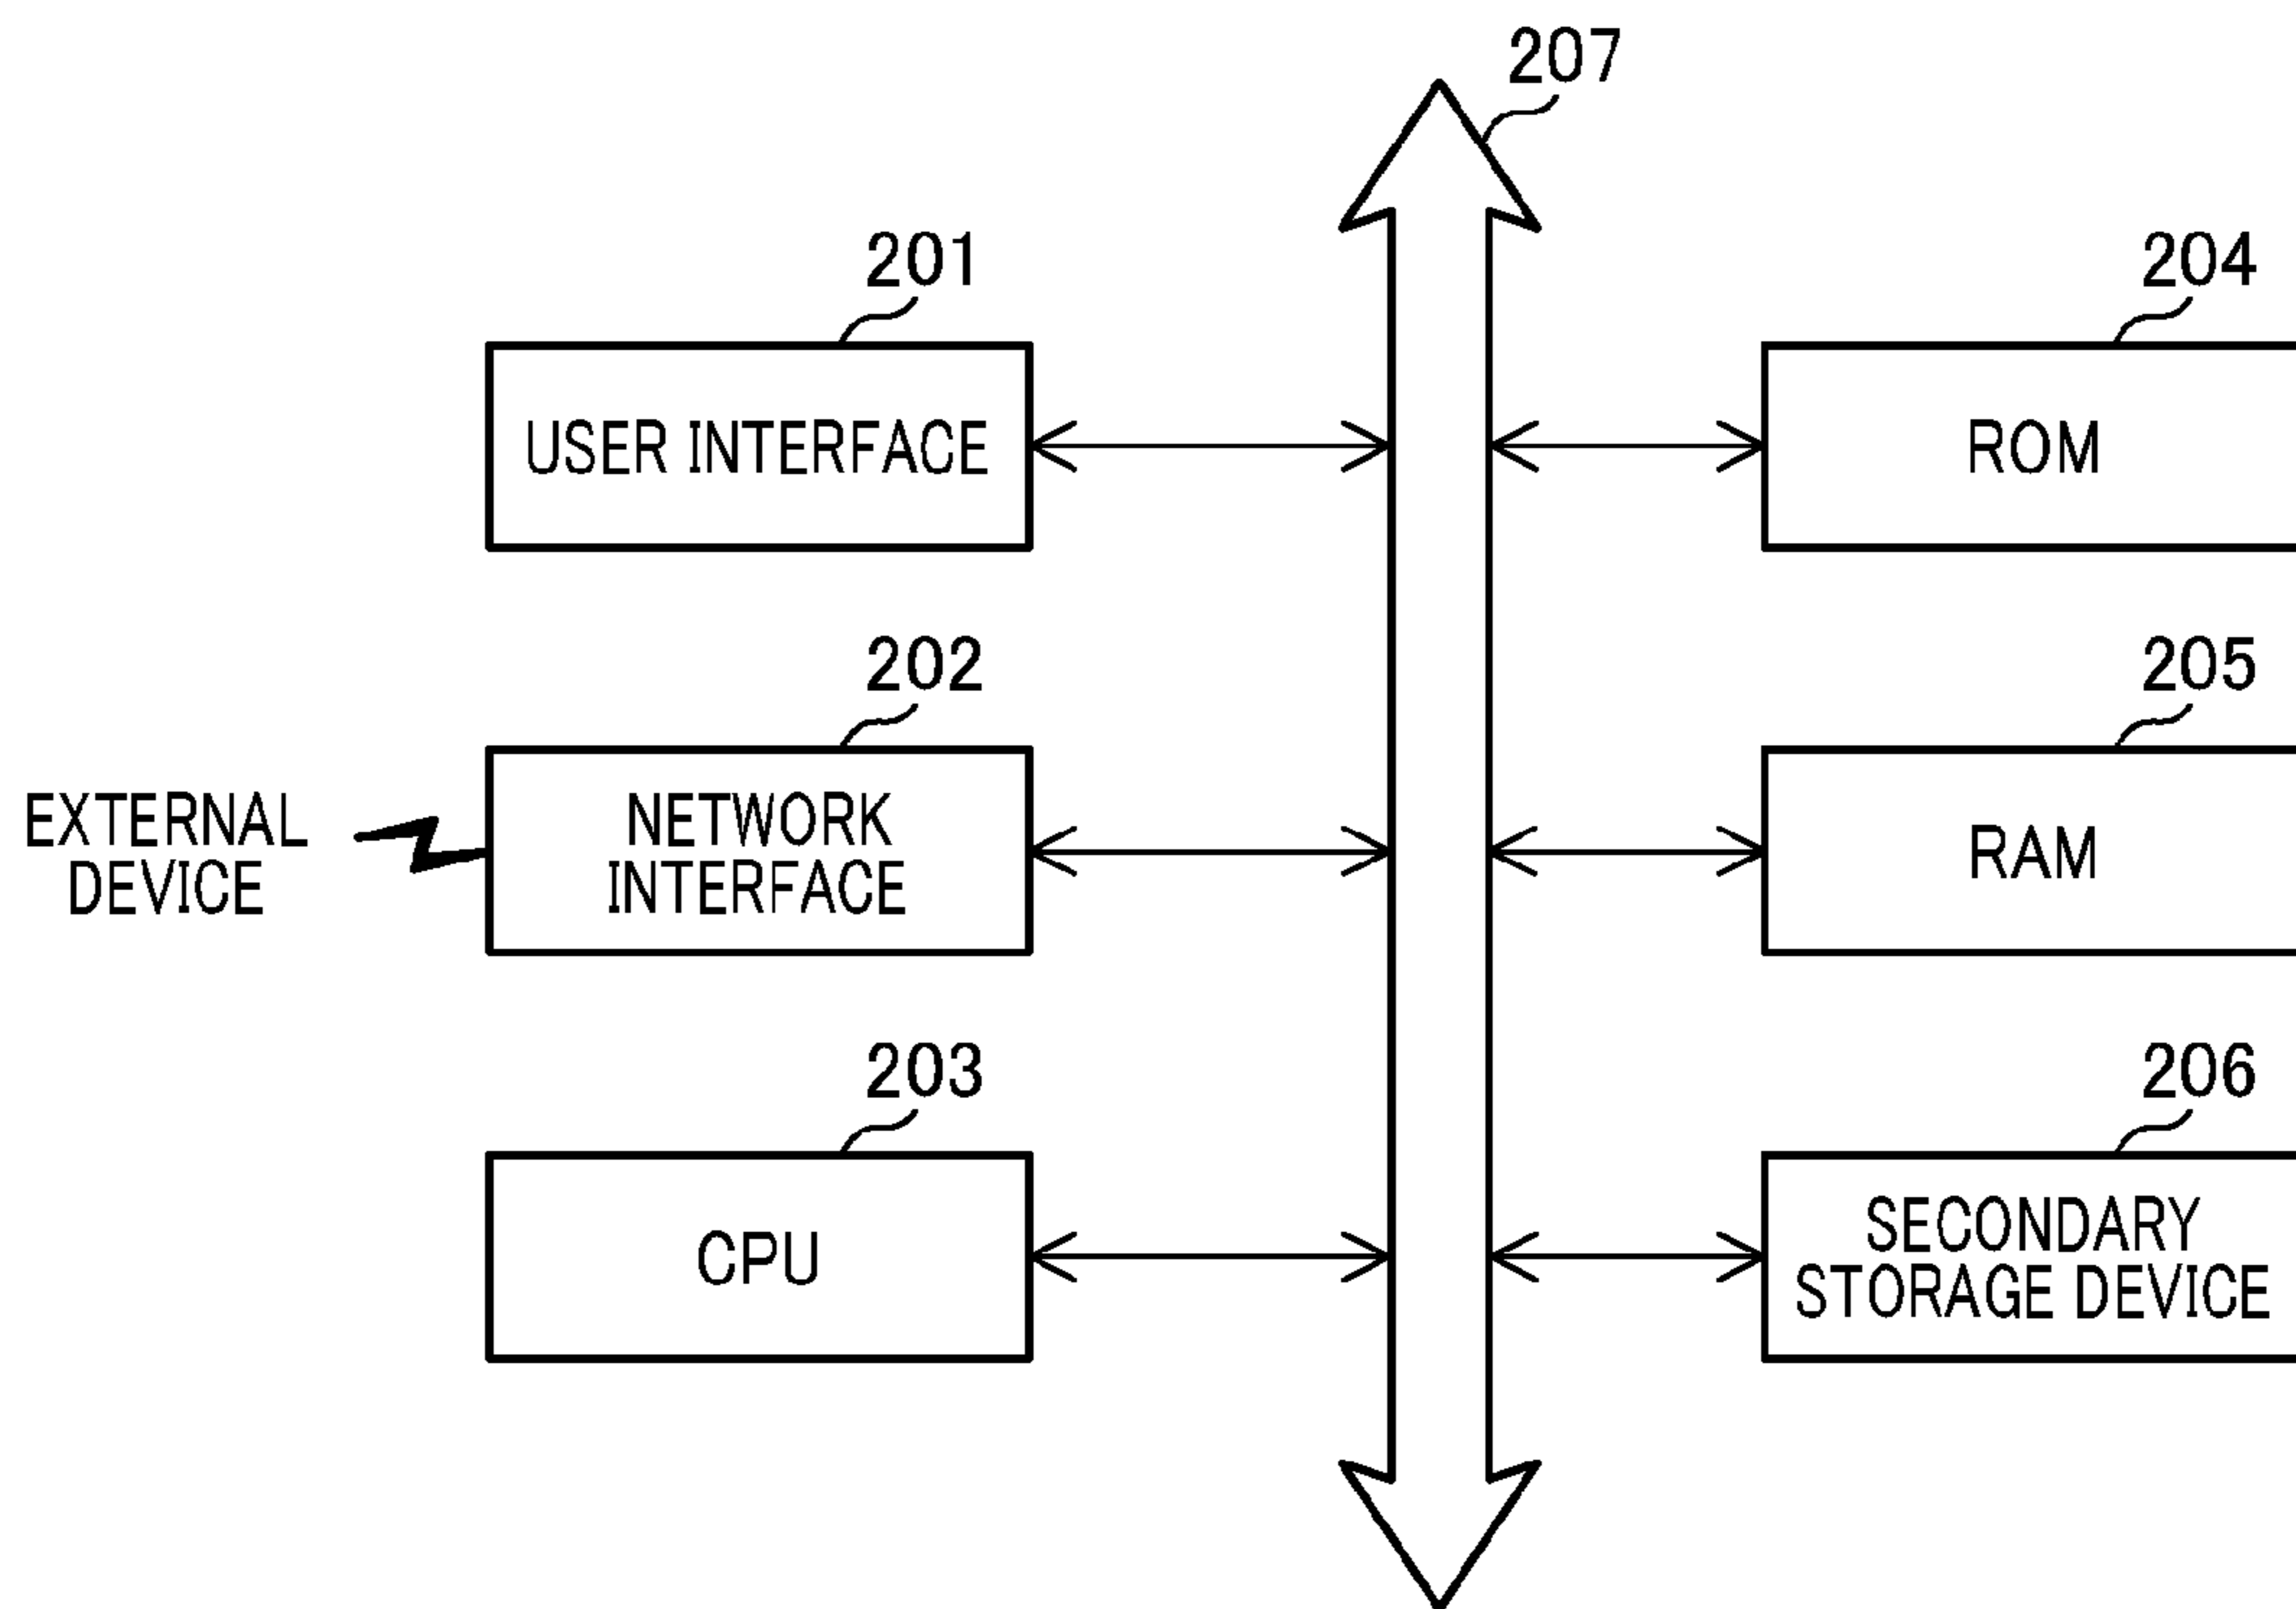 207
201
USER INTERFACE
204
ROM
202
EXTERNAL
DEVICE
NETWORK
INTERFACE
205
RAM
203
CPU
206
SECONDARY
STORAGE DEVICE